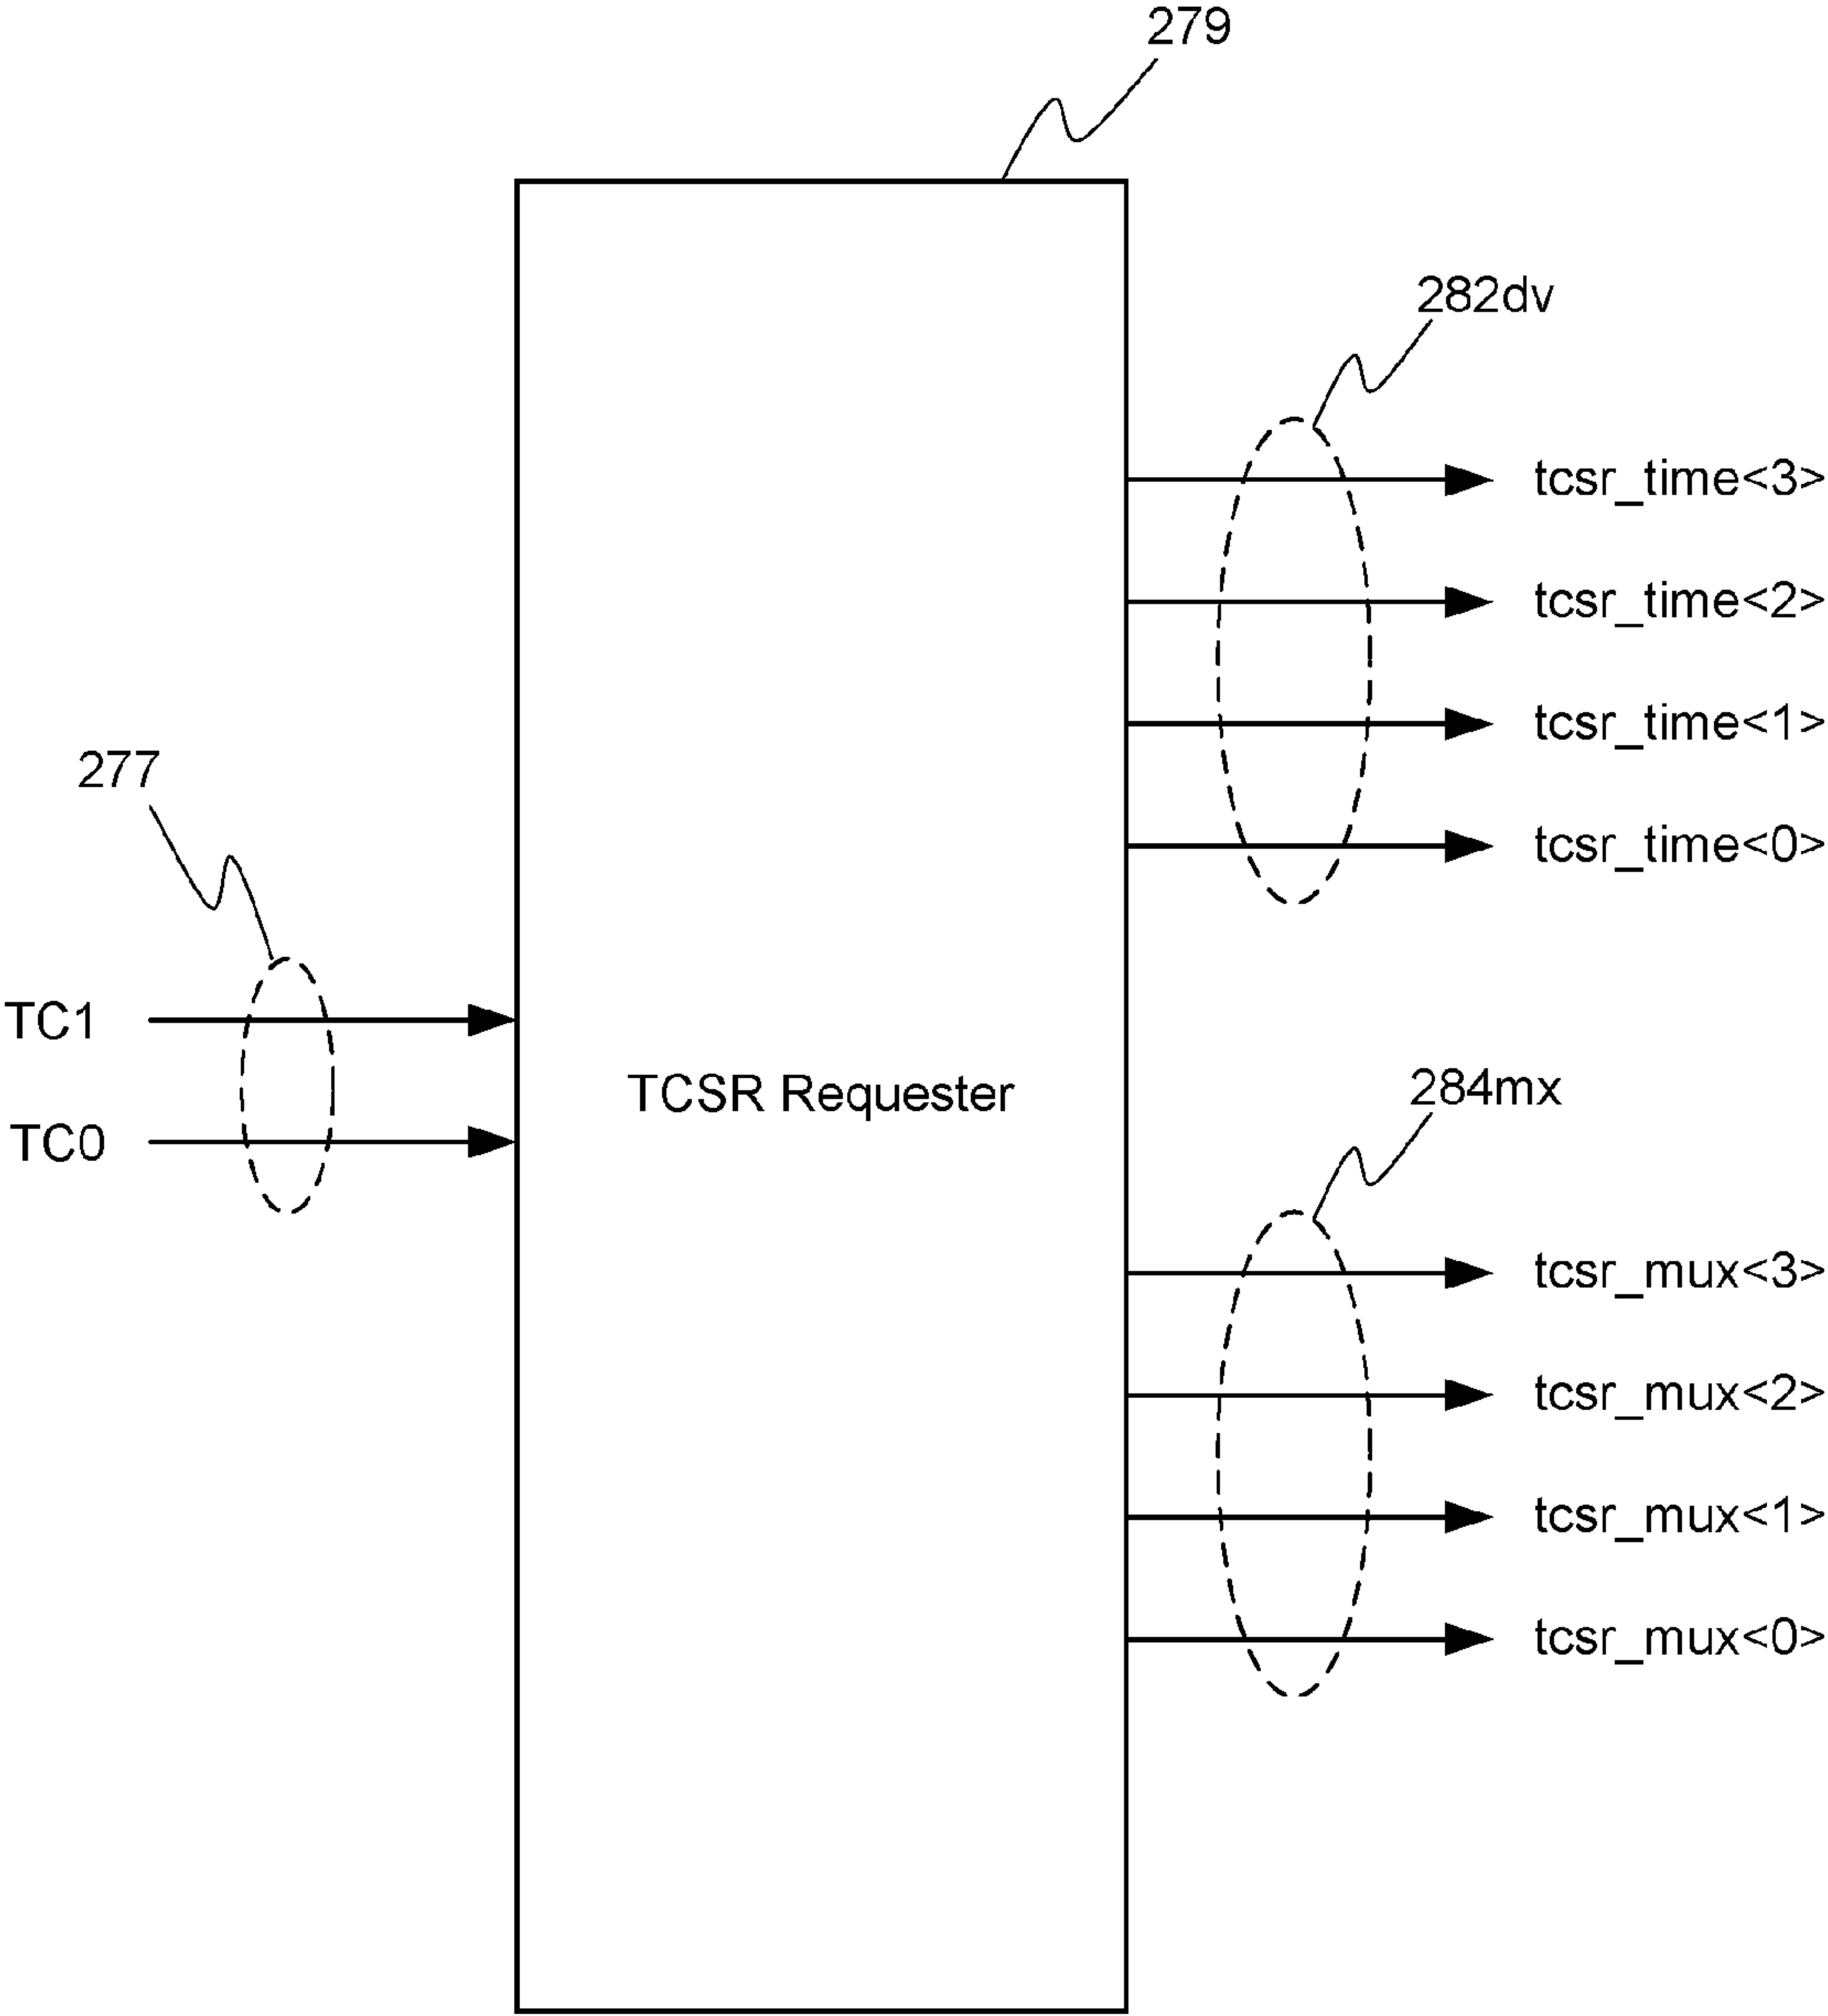 279
282dv
tcsr_time<3>
tcsr_time<2>
tcsr_time<1>
tcsr_time<0>
277
TC1
TC0
TCSR Requester
284mx
tcsr_mux<3>
tcsr_mux<2>
tcsr_mux<1>
tcsr_mux<0>